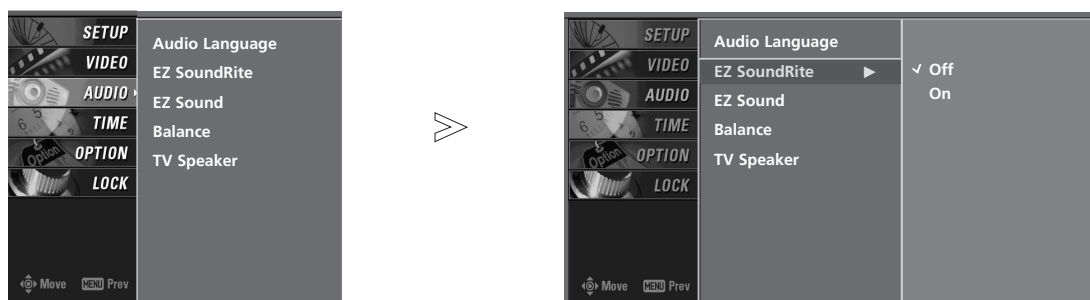 SETUP
VIDEO
AUDIO
TIME
OPTION
LOCK
Move MENU Prev
Audio Language
EZ SoundRite
EZ Sound
Balance
TV Speaker
SETUP
VIDEO
AUDIO
TIME
OPTION
LOCK
Move MENU Prev
Audio Language
EZ SoundRite
EZ Sound
Balance
TV Speaker
Off
On